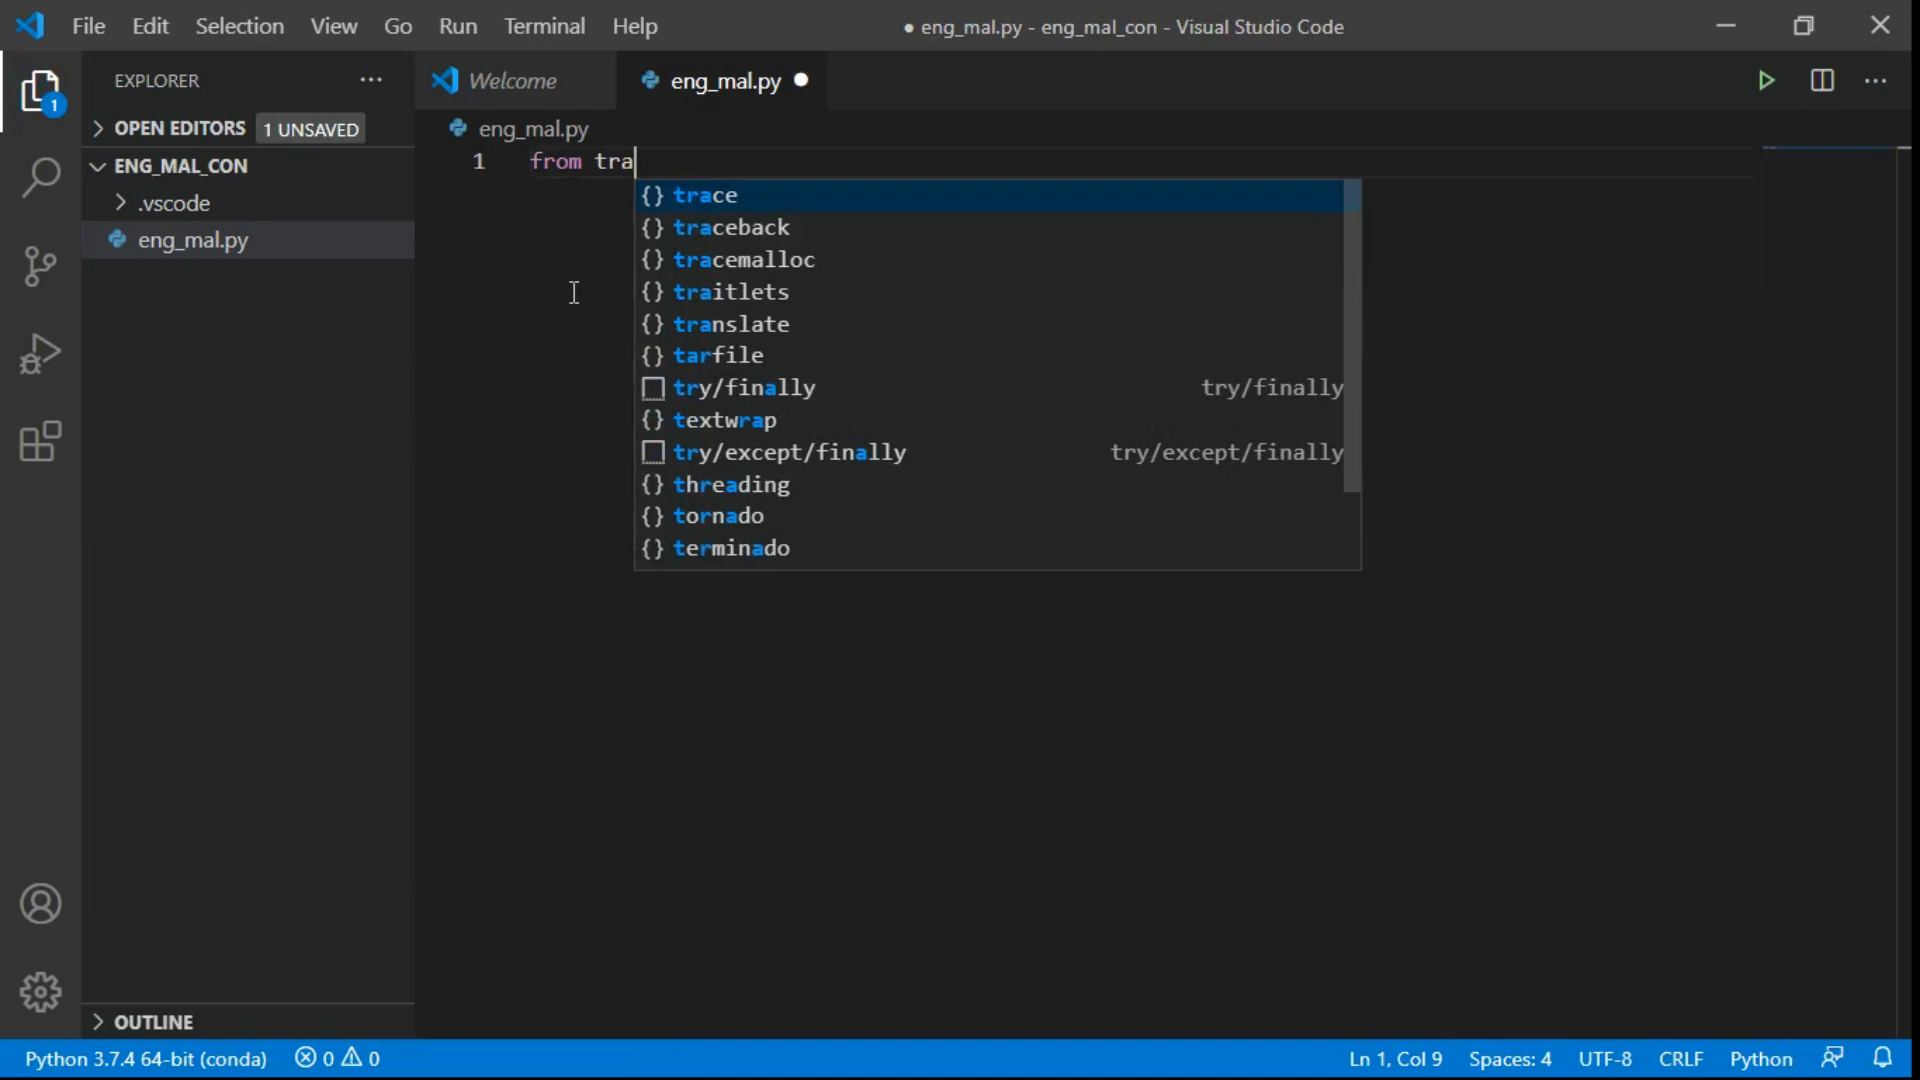 File Edit Selection View Go Run Terminal Help ● eng_mal.py - eng_mal_con - Visual Studio Code
EXPLORER ··· Welcome eng_mal.py ● ···
1
OPEN EDITORS 1 UNSAVED eng_mal.py
ENG_MAL_CON
1 from tra
.vscode
eng_mal.py
{} trace
{} traceback
{} tracemalloc
{} traitlets
{} translate
{} tarfile
try/finally try/finally
{} textwrap
try/except/finally try/except/finally
{} threading
{} tornado
{} terminado
OUTLINE
Python 3.7.4 64-bit (conda) 0 0 Ln 1, Col 9 Spaces: 4 UTF-8 CRLF Python